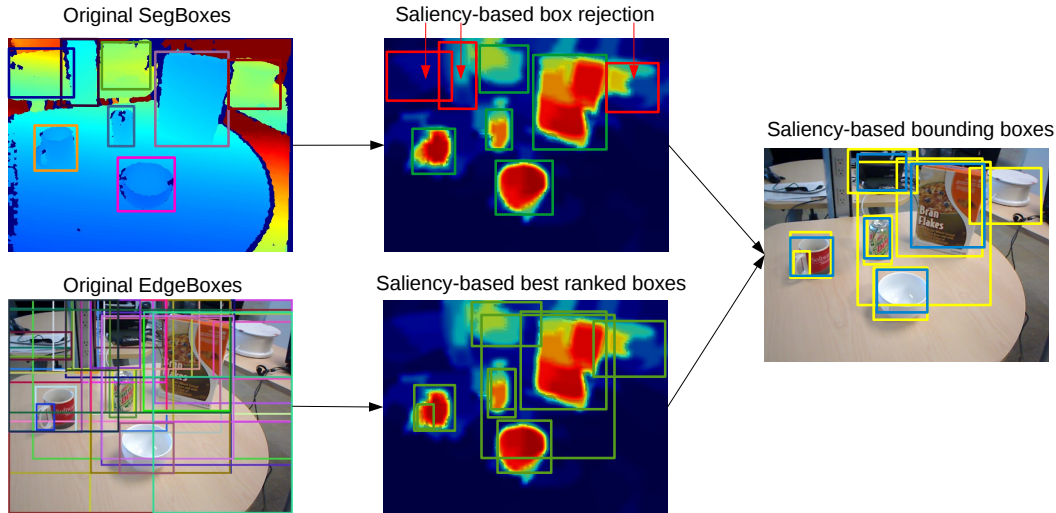 Original SegBoxes
Saliency-based box rejection
Saliency-based bounding boxes
Bran
Flakes
Original EdgeBoxes
Saliency-based best ranked boxes